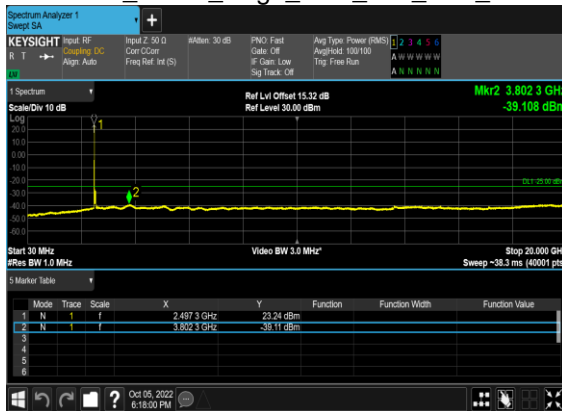 Spectrum Analyzer 1
Swept SA
KEYSIGHT
R T
Input: RF
Coupling: DC
Align: Auto
Input Z: 50 Ω
Corr CCorr
Freq Ref: Int (S)
#Atten: 30 dB
PNO: Fast
Gate: Off
IF Gain: Low
Sig Track: Off
Avg Type: Power (RMS)
Avg|Hold: 100/100
Trig: Free Run
1 2 3 4 5 6
A W W W W W
A N N N N N
1 Spectrum
Scale/Div 10 dB
Ref Lvl Offset 15.32 dB
Ref Level 30.00 dBm
Mkr2 3.802 3 GHz
-39.108 dBm
Log
20.0
10.0
0.00
-10.0
-20.0
-30.0
-40.0
-50.0
-60.0
1
2
DL1 -25.00 dBm
Start 30 MHz
#Res BW 1.0 MHz
Video BW 3.0 MHz*
Stop 20.000 GH
Sweep ~38.3 ms (40001 pts
5 Marker Table
Mode Trace Scale X Y Function Function Width Function Value
1 N 1 f 2.497 3 GHz 23.24 dBm
2 N 1 f 3.802 3 GHz -39.11 dBm
3
4
5
6
?
Oct 05, 2022
6:18:00 PM